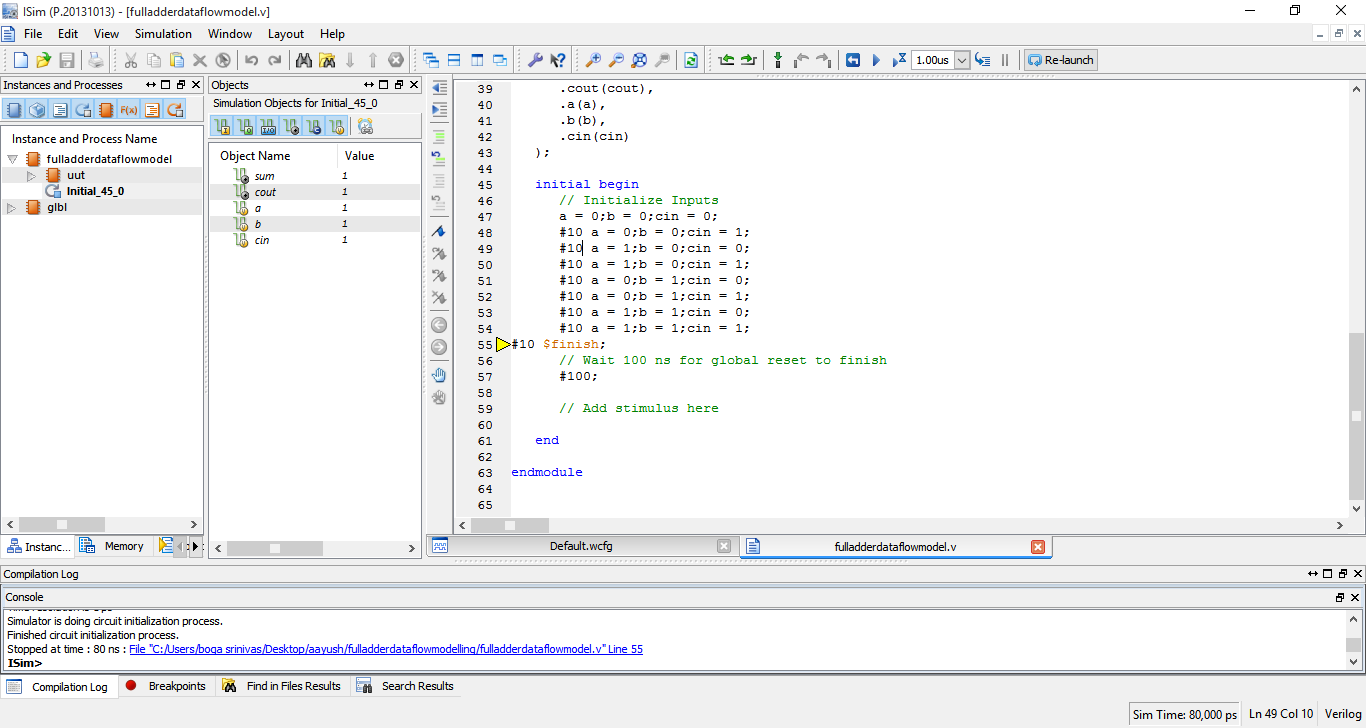 ISim (P.20131013) - [fulladderdataflowmodel.v]
File Edit View Simulation Window Layout Help
1.00us Re-launch
Instances and Processes
Instance and Process Name
fulladderdataflowmodel
uut
Initial_45_0
glbl
Instanc... Memory
Objects
Simulation Objects for Initial_45_0
Object Name Value
sum 1
cout 1
a 1
b 1
cin 1
39 .cout(cout),
40 .a(a),
41 .b(b),
42 .cin(cin)
43 );
44
45 initial begin
46 // Initialize Inputs
47 a = 0;b = 0;cin = 0;
48 #10 a = 0;b = 0;cin = 1;
49 #10 a = 1;b = 0;cin = 0;
50 #10 a = 1;b = 0;cin = 1;
51 #10 a = 0;b = 1;cin = 0;
52 #10 a = 0;b = 1;cin = 1;
53 #10 a = 1;b = 1;cin = 0;
54 #10 a = 1;b = 1;cin = 1;
55 #10 $finish;
56 // Wait 100 ns for global reset to finish
57 #100;
58
59 // Add stimulus here
60
61 end
62
63 endmodule
64
65
Default.wcfg fulladderdataflowmodel.v
Compilation Log
Console
Simulator is doing circuit initialization process.
Finished circuit initialization process.
Stopped at time : 80 ns : File "C:/Users/boga srinivas/Desktop/aayush/fulladderdataflowmodelling/fulladderdataflowmodel.v" Line 55
ISim>
Compilation Log Breakpoints Find in Files Results Search Results
Sim Time: 80,000 ps Ln 49 Col 10 Verilog